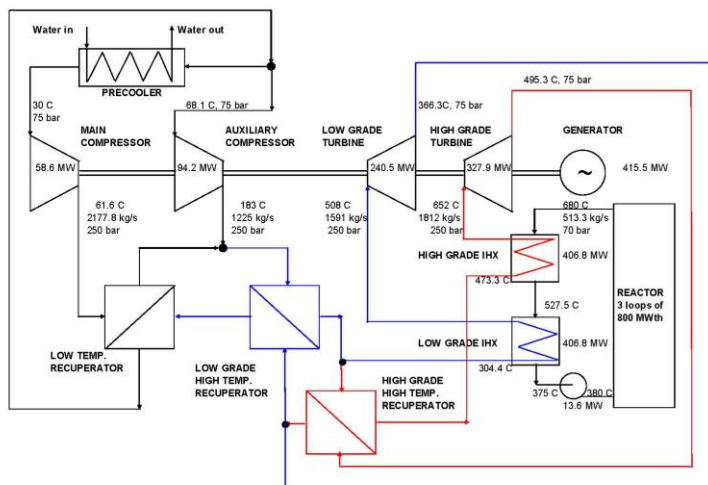 Water in
Water out
PRECOOLER
30 C
75 bar
68.1 C, 75 bar
366.3C, 75 bar
495.3 C, 75 bar
MAIN
COMPRESSOR
AUXILIARY
COMPRESSOR
LOW GRADE
TURBINE
HIGH GRADE
TURBINE
GENERATOR
58.6 MW
94.2 MW
240.5 MW
327.9 MW
~
415.5 MW
61.6 C
2177.8 kg/s
250 bar
183 C
1225 kg/s
250 bar
508 C
1591 kg/s
250 bar
652 C
1812 kg/s
250 bar
680 C
513.3 kg/s
70 bar
HIGH GRADE IHX
406.8 MW
473.3 C
527.5 C
REACTOR
3 loops of
800 MWth
LOW GRADE IHX
406.8 MW
304.4 C
375 C
380 C
13.6 MW
LOW TEMP.
RECUPERATOR
LOW GRADE
HIGH TEMP.
RECUPERATOR
HIGH GRADE
HIGH TEMP.
RECUPERATOR